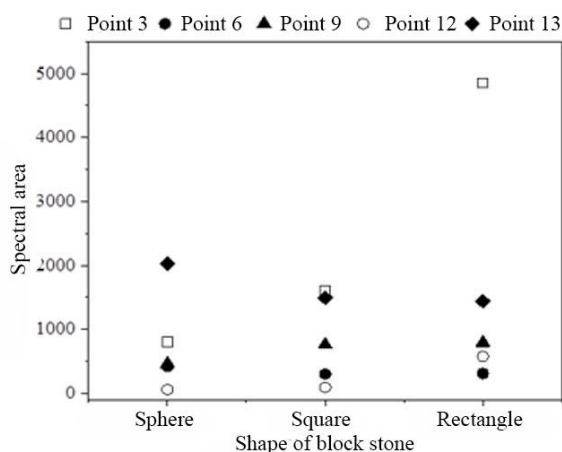 Point 3 Point 6 Point 9 Point 12 Point 13
5000
4000
3000
2000
1000
0
Spectral area
Sphere Square Rectangle
Shape of block stone